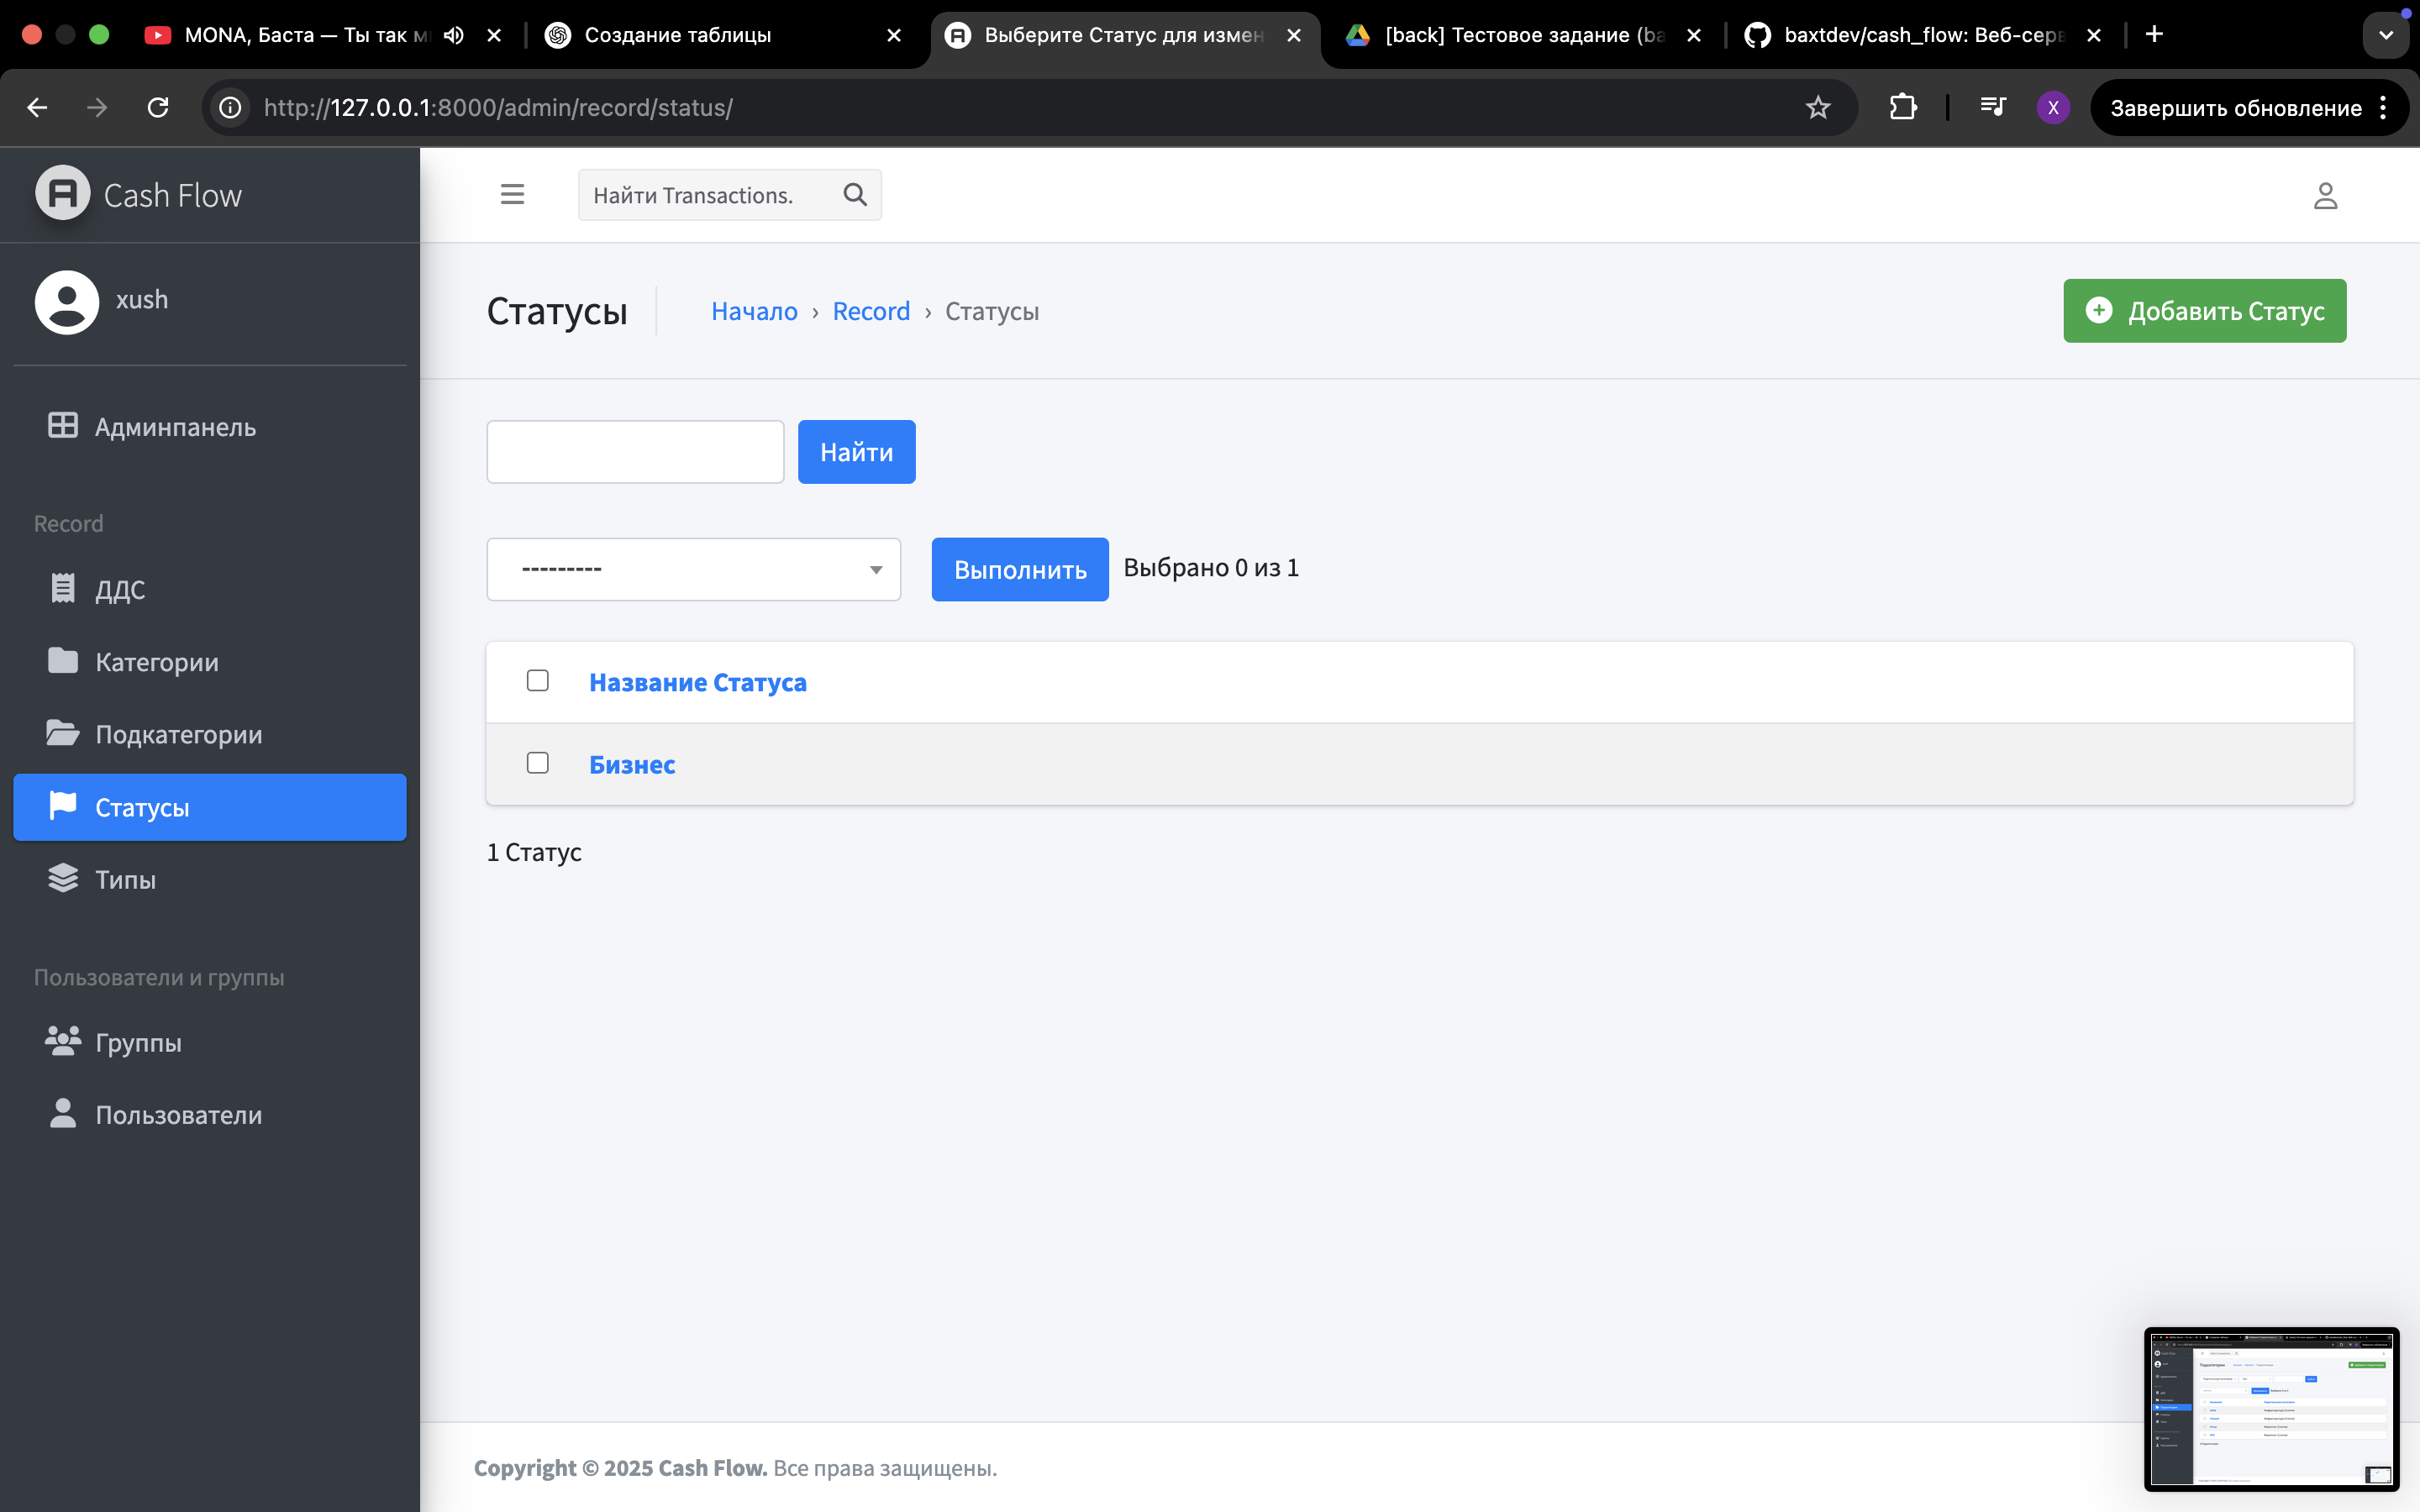 MONA, Баста — Ты так м
Создание таблицы
Выберите Статус для измен
[back] Тестовое задание (ba
baxtdev/cash_flow: Веб-серв
http://127.0.0.1:8000/admin/record/status/
X
Завершить обновление
Cash Flow
Найти Transactions.
xush
Статусы
Начало › Record › Статусы
Добавить Статус
Админпанель
Найти
Record
---------
Выполнить
Выбрано 0 из 1
ДДС
Категории
Название Статуса
Подкатегории
Бизнес
Статусы
1 Статус
Типы
Пользователи и группы
Группы
Пользователи
Copyright © 2025 Cash Flow. Все права защищены.